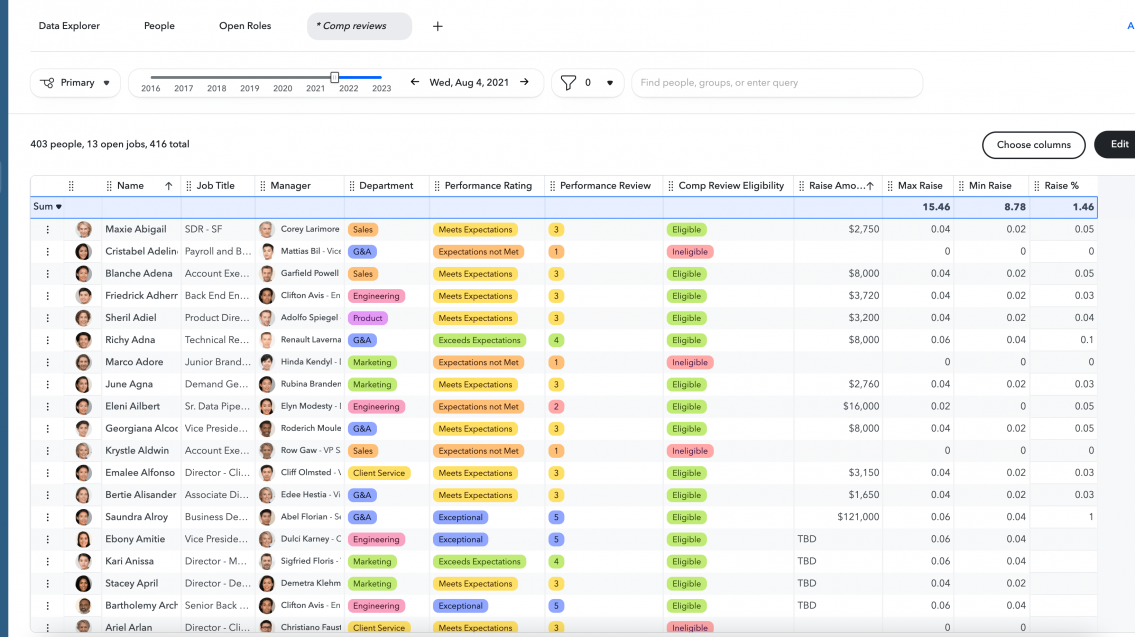 Data Explorer People Open Roles * Comp reviews + A
Primary 2016 2017 2018 2019 2020 2021 2022 2023 Wed, Aug 4, 2021 0 Find people, groups, or enter query
403 people, 13 open jobs, 416 total Choose columns Edit
Name Job Title Manager Department Performance Rating Performance Review Comp Review Eligibility Raise Amo... Max Raise Min Raise Raise %
Sum 15.46 8.78 1.46
Maxie Abigail SDR - SF Corey Larimore Sales Meets Expectations 3 Eligible $2,750 0.04 0.02 0.05
Cristabel Adelin Payroll and B... Mattias Bil - Vice G&A Expectations not Met 1 Ineligible 0 0 0
Blanche Adena Account Exe... Garfield Powell Sales Meets Expectations 3 Eligible $8,000 0.04 0.02 0.05
Friedrick Adherr Back End En... Clifton Avis - En Engineering Meets Expectations 3 Eligible $3,720 0.04 0.02 0.03
Sheril Adiel Product Dire... Adolfo Spiegel Product Meets Expectations 3 Eligible $3,200 0.04 0.02 0.04
Richy Adna Technical Re... Renault Laverna G&A Exceeds Expectations 4 Eligible $8,000 0.06 0.04 0.1
Marco Adore Junior Brand... Hinda Kendyl - Marketing Expectations not Met 1 Ineligible 0 0 0
June Agna Demand Ge... Rubina Branden Marketing Meets Expectations 3 Eligible $2,760 0.04 0.02 0.03
Eleni Ailbert Sr. Data Pipe... Elyn Modesty - Engineering Expectations not Met 2 Eligible $16,000 0.02 0 0.05
Georgiana Alcoc Vice Preside... Roderich Moule G&A Meets Expectations 3 Eligible $8,000 0.04 0.02 0.05
Krystle Aldwin Account Exe... Row Gaw - VP S Sales Expectations not Met 1 Ineligible 0 0 0
Emalee Alfonso Director - Cli... Cliff Olmsted - Client Service Meets Expectations 3 Eligible $3,150 0.04 0.02 0.03
Bertie Alisander Associate Di... Edee Hestia - Vi G&A Meets Expectations 3 Eligible $1,650 0.04 0.02 0.03
Saundra Alroy Business De... Abel Florian - Se G&A Exceptional 5 Eligible $121,000 0.06 0.04 1
Ebony Amitie Vice Preside... Dulci Karney - C Engineering Exceptional 5 Eligible TBD 0.06 0.04
Kari Anissa Director - M... Sigfried Floris - Marketing Exceeds Expectations 4 Eligible TBD 0.06 0.04
Stacey April Director - De... Demetra Klehm Marketing Meets Expectations 3 Eligible TBD 0.04 0.02
Bartholemy Arch Senior Back ... Clifton Avis - En Engineering Exceptional 5 Eligible TBD 0.06 0.04
Ariel Arlan Director - Cli... Christiano Faust Client Service Meets Expectations 3 Ineligible 0 0